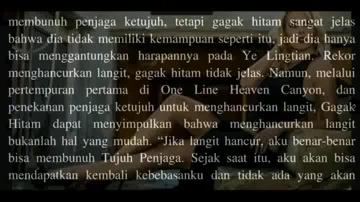 membunuh penjaga ketujuh, tetapi gagak hitam sangat jelas
bahwa dia tidak memiliki kemampuan seperti itu, jadi dia hanya
bisa menggantungkan harapannya pada Ye Lingtian. Rekor
menghancurkan langit, gagak hitam tidak jelas. Namun, melalui
pertempuran pertama di One Line Heaven Canyon, dan
penekanan penjaga ketujuh untuk menghancurkan langit, Gagak
Hitam dapat menyimpulkan bahwa menghancurkan langit
bukanlah hal yang mudah. “Jika langit hancur, aku benar-benar
bisa membunuh Tujuh Penjaga. Sejak saat itu, aku akan bisa
mendapatkan kembali kebebasanku dan tidak ada yang akan